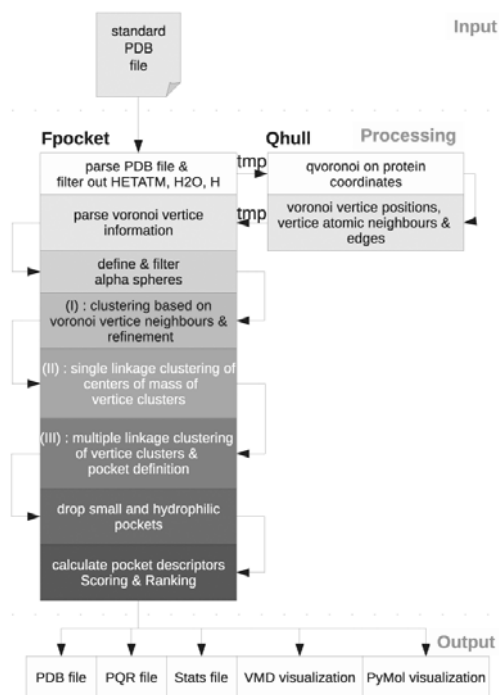 standard
PDB
file
Input
Fpocket
Qhull
Processing
parse PDB file &
filter out HETATM, H2O, H
tmp
qvoronoi on protein
coordinates
parse voronoi vertice
information
tmp
voronoi vertice positions,
vertice atomic neighbours &
edges
define & filter
alpha spheres
(I) : clustering based on
voronoi vertice neighbours &
refinement
(II) : single linkage clustering of
centers of mass of
vertice clusters
(III) : multiple linkage clustering
of vertice clusters &
pocket definition
drop small and hydrophilic
pockets
calculate pocket descriptors
Scoring & Ranking
Output
PDB file
PQR file
Stats file
VMD visualization
PyMol visualization